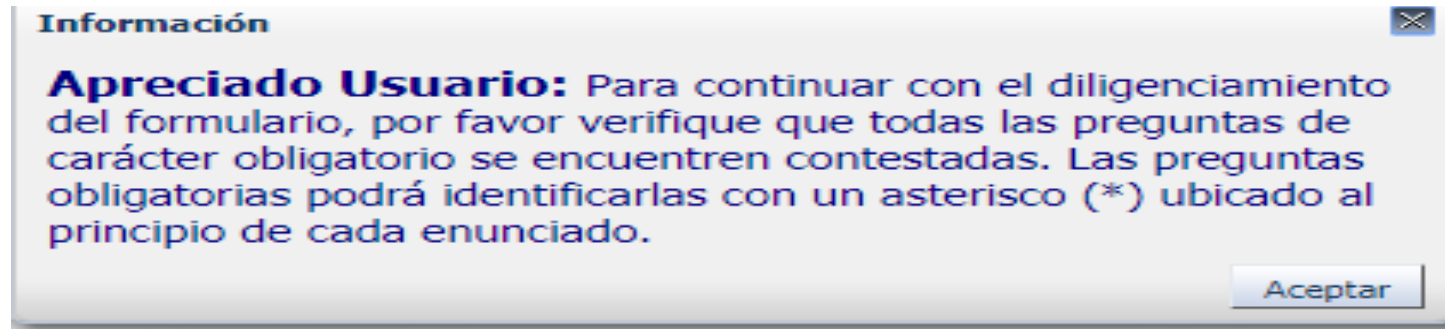 Información
Apreciado Usuario: Para continuar con el diligenciamiento
del formulario, por favor verifique que todas las preguntas de
carácter obligatorio se encuentren contestadas. Las preguntas
obligatorias podrá identificarlas con un asterisco (*) ubicado al
principio de cada enunciado.
Aceptar